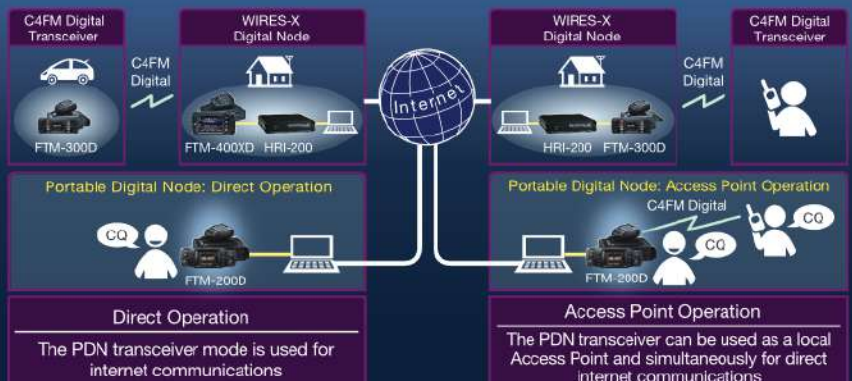 C4FM Digital
Transceiver
WIRES-X
Digital Node
WIRES-X
Digital Node
C4FM Digital
Transceiver
C4FM
Digital
Internet
C4FM
Digital
FTM-300D
FTM-400XD
HRI-200
HRI-200
FTM-300D
Portable Digital Node: Direct Operation
CQ
FTM-200D
Portable Digital Node: Access Point Operation
C4FM Digital
CQ
CQ
FTM-200D
Direct Operation
The PDN transceiver mode is used for
internet communications
Access Point Operation
The PDN transceiver can be used as a local
Access Point and simultaneously for direct
internet communications